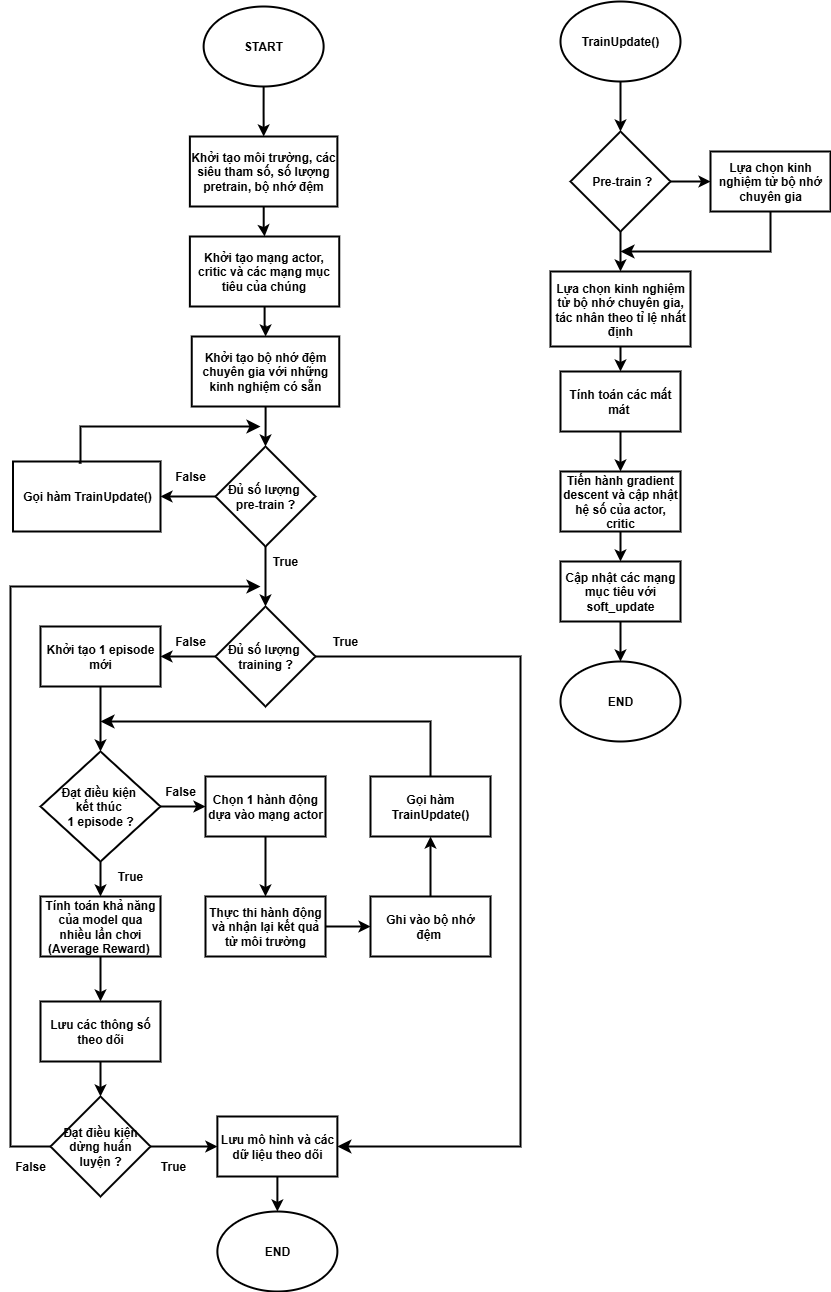 START
Khởi tạo môi trường, các
siêu tham số, số lượng
pretrain, bộ nhớ đệm
Khởi tạo mạng actor,
critic và các mạng mục
tiêu của chúng
Khởi tạo bộ nhớ đệm
chuyên gia với những
kinh nghiệm có sẵn
Gọi hàm TrainUpdate()
False
Đủ số lượng
pre-train ?
True
Khởi tạo 1 episode
mới
False
Đủ số lượng
training ?
True
Đạt điều kiện
kết thúc
1 episode ?
False
Chọn 1 hành động
dựa vào mạng actor
Gọi hàm
TrainUpdate()
True
Tính toán khả năng
của model qua
nhiều lần chơi
(Average Reward)
Thực thi hành động
và nhận lại kết quả
từ môi trường
Ghi vào bộ nhớ
đệm
Lưu các thông số
theo dõi
Đạt điều kiện
dừng huấn
luyện ?
False
True
Lưu mô hình và các
dữ liệu theo dõi
END
TrainUpdate()
Pre-train ?
Lựa chọn kinh
nghiệm từ bộ nhớ
chuyên gia
Lựa chọn kinh nghiệm
từ bộ nhớ chuyên gia,
tác nhân theo tỉ lệ nhất
định
Tính toán các mất
mát
Tiến hành gradient
descent và cập nhật
hệ số của actor,
critic
Cập nhật các mạng
mục tiêu với
soft_update
END